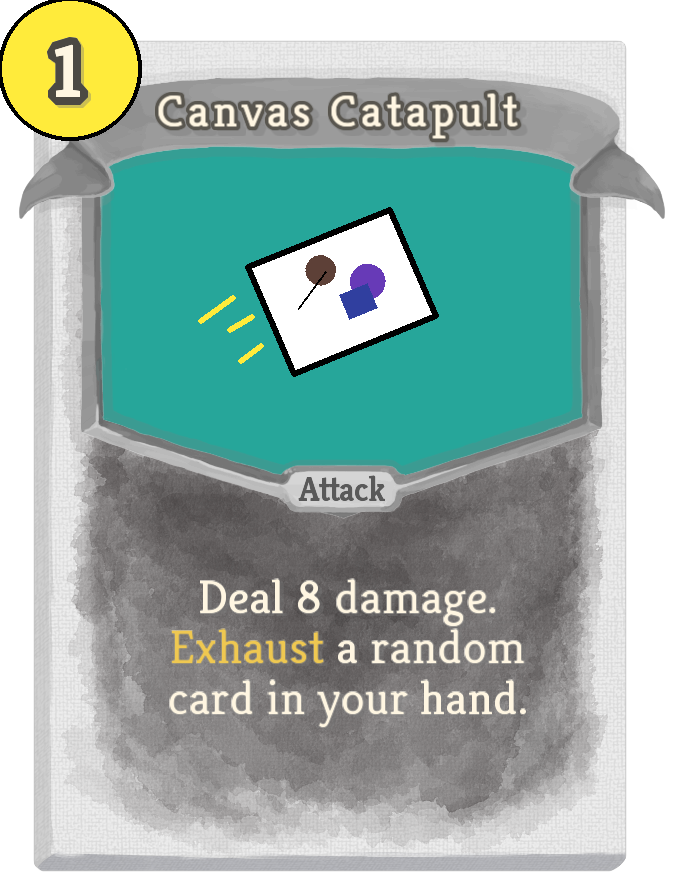 1
Canvas Catapult
Attack
Deal 8 damage.
Exhaust a random
card in your hand.